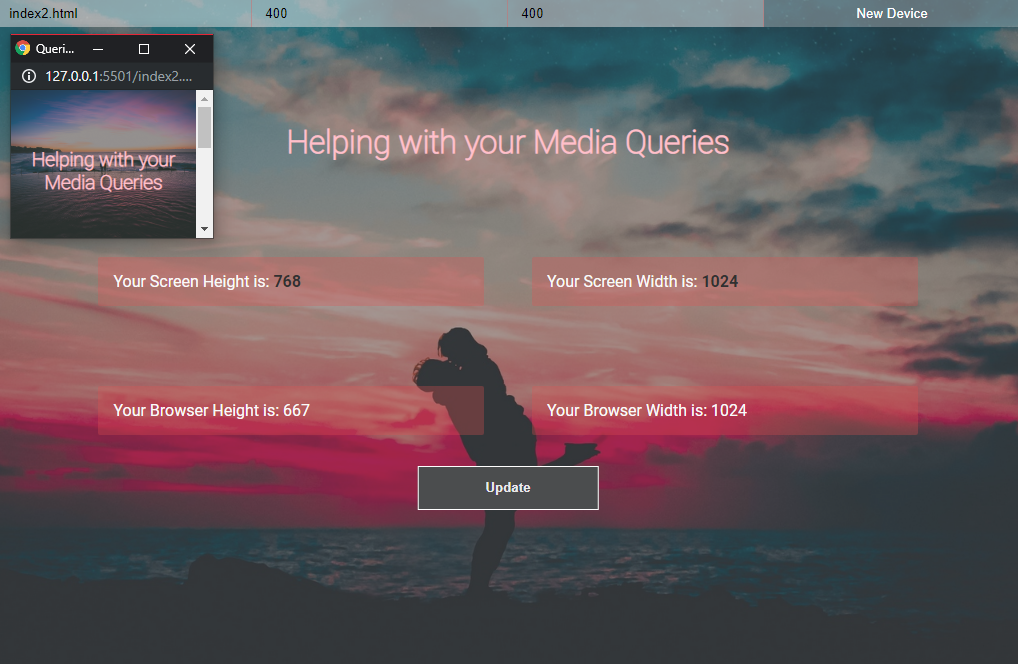 index2.html
400
400
New Device
Queri...
127.0.0.1:5501/index2....
Helping with your
Media Queries
Helping with your Media Queries
Your Screen Height is: 768
Your Screen Width is: 1024
Your Browser Height is: 667
Your Browser Width is: 1024
Update